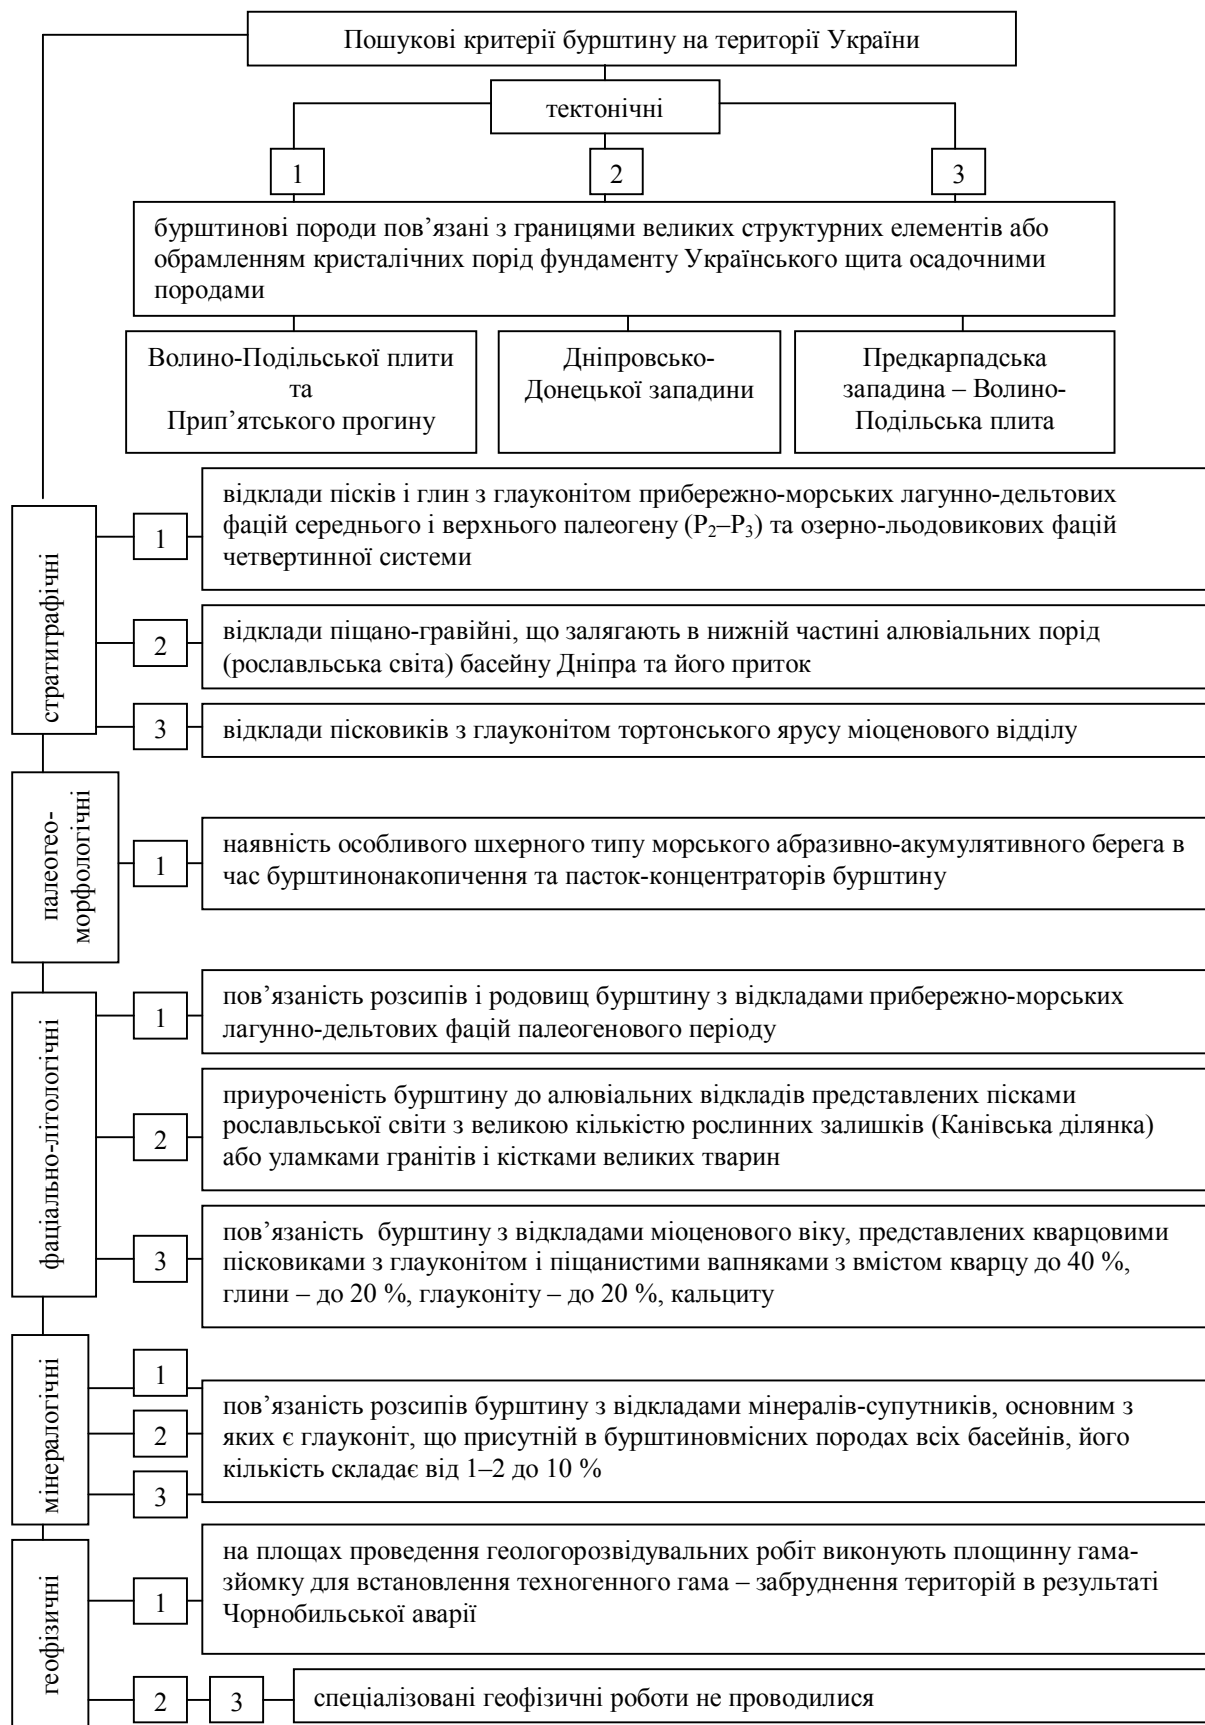 Пошукові критерії бурштину на території України
тектонічні
1
2
3
бурштинові породи пов’язані з границями великих структурних елементів або
обрамленням кристалічних порід фундаменту Українського щита осадочними
породами
Волино-Подільської плити
та
Прип’ятського прогину
Дніпровсько-
Донецької западини
Предкарпадська
западина – Волино-
Подільська плита
стратиграфічні
1
відклади пісків і глин з глауконітом прибережно-морських лагунно-дельтових
фацій середнього і верхнього палеогену (P₂–P₃) та озерно-льодовикових фацій
четвертинної системи
2
відклади піщано-гравійні, що залягають в нижній частині алювіальних порід
(рославльська світа) басейну Дніпра та його приток
3
відклади пісковиків з глауконітом тортонського ярусу міоценового відділу
палеогео-
морфологічні
1
наявність особливого шхерного типу морського абразивно-акумулятивного берега в
час бурштинонакопичення та пасток-концентраторів бурштину
фаціально-літологічні
1
пов’язаність розсипів і родовищ бурштину з відкладами прибережно-морських
лагунно-дельтових фацій палеогенового періоду
2
приуроченість бурштину до алювіальних відкладів представлених пісками
рославльської світи з великою кількістю рослинних залишків (Канівська ділянка)
або уламками гранітів і кістками великих тварин
3
пов’язаність бурштину з відкладами міоценового віку, представлених кварцовими
пісковиками з глауконітом і піщанистими вапняками з вмістом кварцу до 40 %,
глини – до 20 %, глауконіту – до 20 %, кальциту
мінералогічні
1
2
3
пов’язаність розсипів бурштину з відкладами мінералів-супутників, основним з
яких є глауконіт, що присутній в бурштиновмісних породах всіх басейнів, його
кількість складає від 1–2 до 10 %
геофізичні
1
на площах проведення геологорозвідувальних робіт виконують площинну гама-
зйомку для встановлення техногенного гама – забруднення територій в результаті
Чорнобильської аварії
2
3
спеціалізовані геофізичні роботи не проводилися